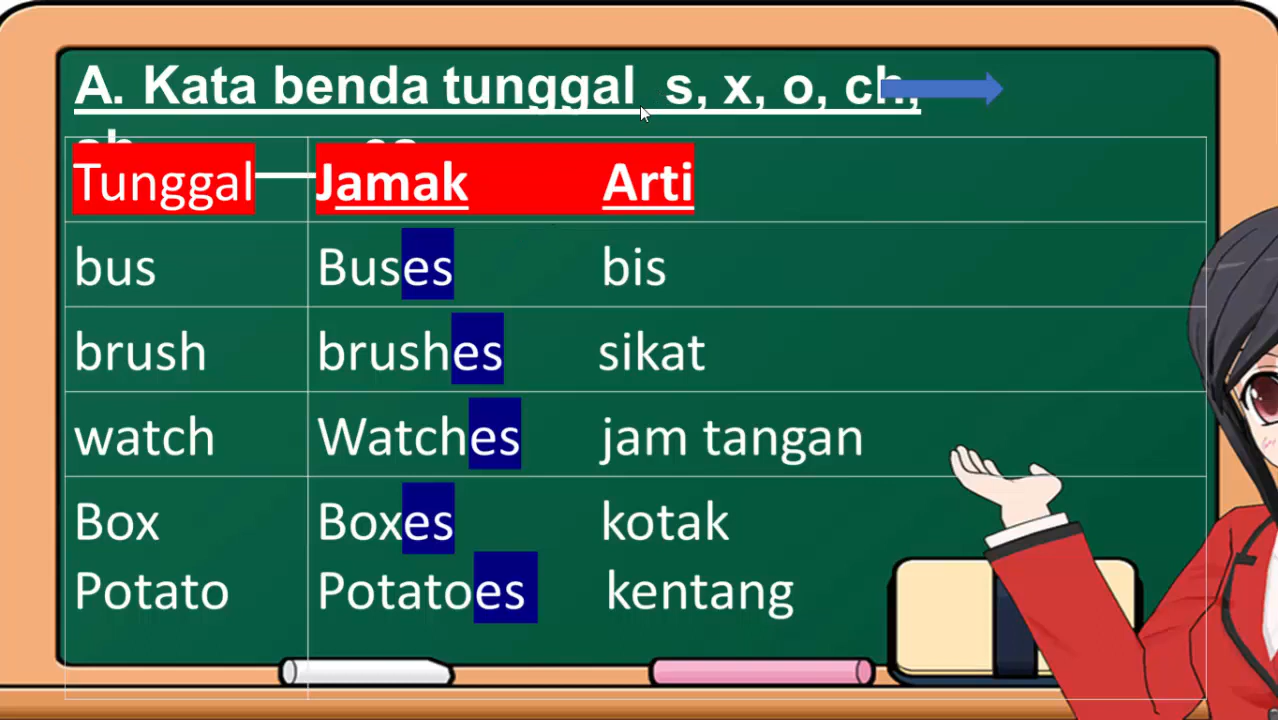 A. Kata benda tunggal s, x, o, ch,
Tunggal Jamak Arti
bus Buses bis
brush brushes sikat
watch Watches jam tangan
Box Boxes kotak
Potato Potatoes kentang